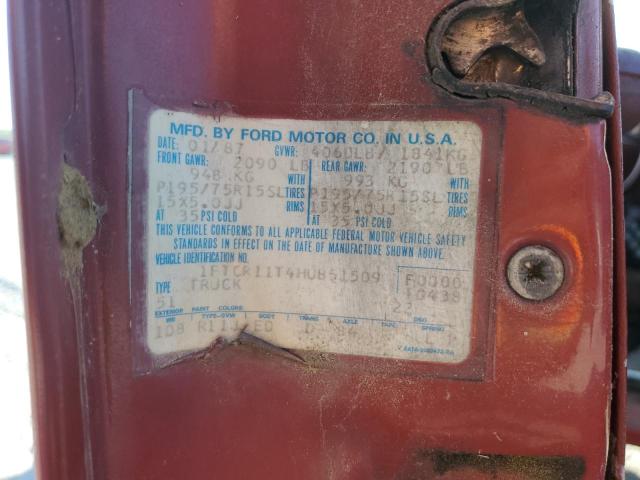 MFD. BY FORD MOTOR CO. IN U.S.A.
DATE: 01/87 GVWR: 4060LB/ 1841KG
FRONT GAWR: 2090 LB REAR GAWR: 2190 LB
948 KG WITH 993 KG WITH
P195/75R15SL TIRES P195/75R15SL TIRES
15X5.0JJ RIMS 15X5.0JJ RIMS
AT 35 PSI COLD AT 35 PSI COLD
THIS VEHICLE CONFORMS TO ALL APPLICABLE FEDERAL MOTOR VEHICLE SAFETY
STANDARDS IN EFFECT ON THE DATE OF MANUFACTURE SHOWN ABOVE.
VEHICLE IDENTIFICATION NO.
1FTCR11T4HUB51509 F0000
TYPE TRUCK
51 23
EXTERIOR PAINT COLORS DSO
WB TYPE-GVW BODY TRANS AXLE TAPE SPRING
108 R11 ED D 84